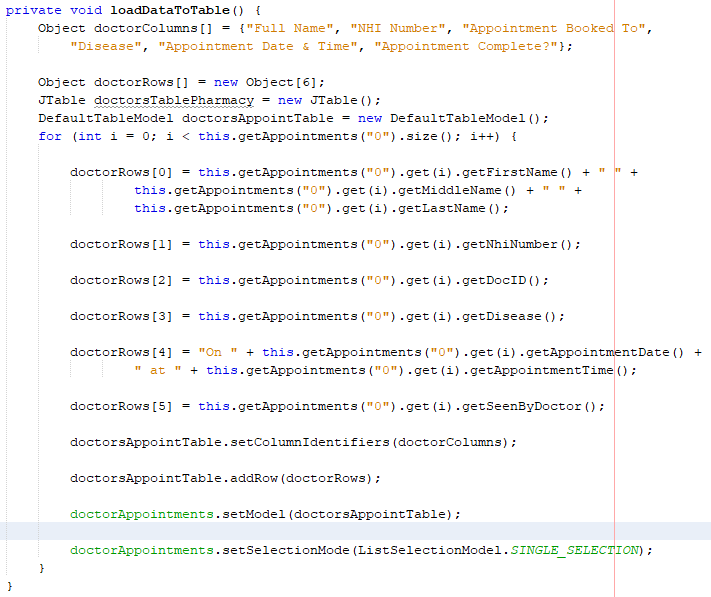 private void loadDataToTable() {
    Object doctorColumns[] = {"Full Name", "NHI Number", "Appointment Booked To",
        "Disease", "Appointment Date & Time", "Appointment Complete?"};
    Object doctorRows[] = new Object[6];
    JTable doctorsTablePharmacy = new JTable();
    DefaultTableModel doctorsAppointTable = new DefaultTableModel();
    for (int i = 0; i < this.getAppointments("0").size(); i++) {
        doctorRows[0] = this.getAppointments("0").get(i).getFirstName() + " " +
                this.getAppointments("0").get(i).getMiddleName() + " " +
                this.getAppointments("0").get(i).getLastName();
        doctorRows[1] = this.getAppointments("0").get(i).getNhiNumber();
        doctorRows[2] = this.getAppointments("0").get(i).getDocID();
        doctorRows[3] = this.getAppointments("0").get(i).getDisease();
        doctorRows[4] = "On " + this.getAppointments("0").get(i).getAppointmentDate() +
                " at " + this.getAppointments("0").get(i).getAppointmentTime();
        doctorRows[5] = this.getAppointments("0").get(i).getSeenByDoctor();
        doctorsAppointTable.setColumnIdentifiers(doctorColumns);
        doctorsAppointTable.addRow(doctorRows);
        doctorAppointments.setModel(doctorsAppointTable);
        doctorAppointments.setSelectionMode(ListSelectionModel.SINGLE_SELECTION);
    }
}